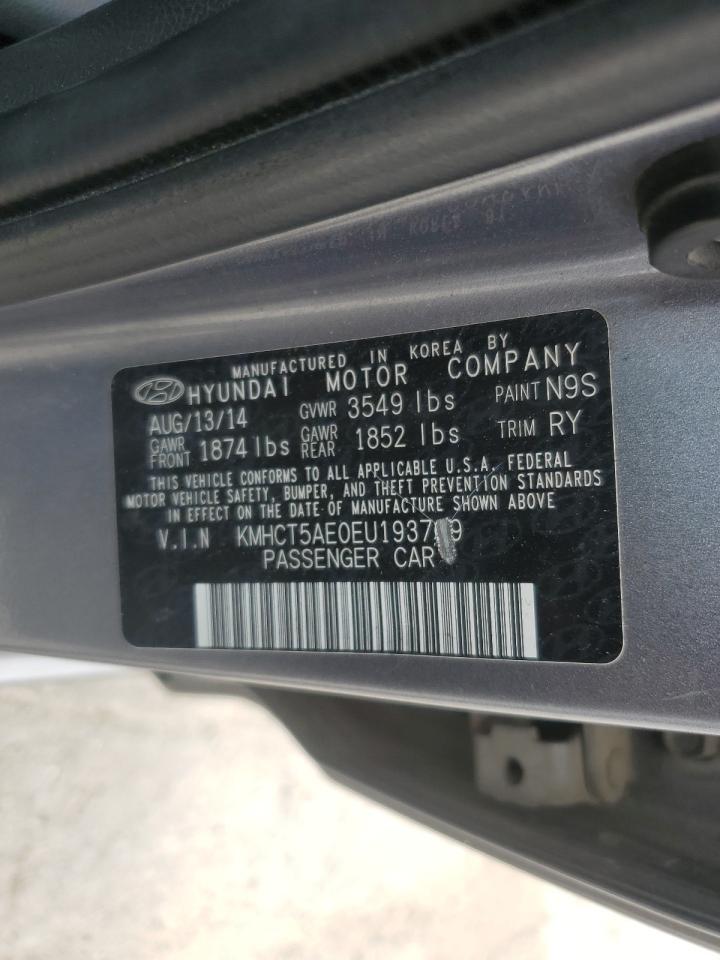 MANUFACTURED IN KOREA BY
HYUNDAI MOTOR COMPANY
AUG/13/14 GVWR 3549 lbs PAINT N9S
GAWR FRONT 1874 lbs GAWR REAR 1852 lbs TRIM RY
THIS VEHICLE CONFORMS TO ALL APPLICABLE U.S.A. FEDERAL
MOTOR VEHICLE SAFETY, BUMPER, AND THEFT PREVENTION STANDARDS
IN EFFECT ON THE DATE OF MANUFACTURE SHOWN ABOVE
V.I.N
PASSENGER CAR